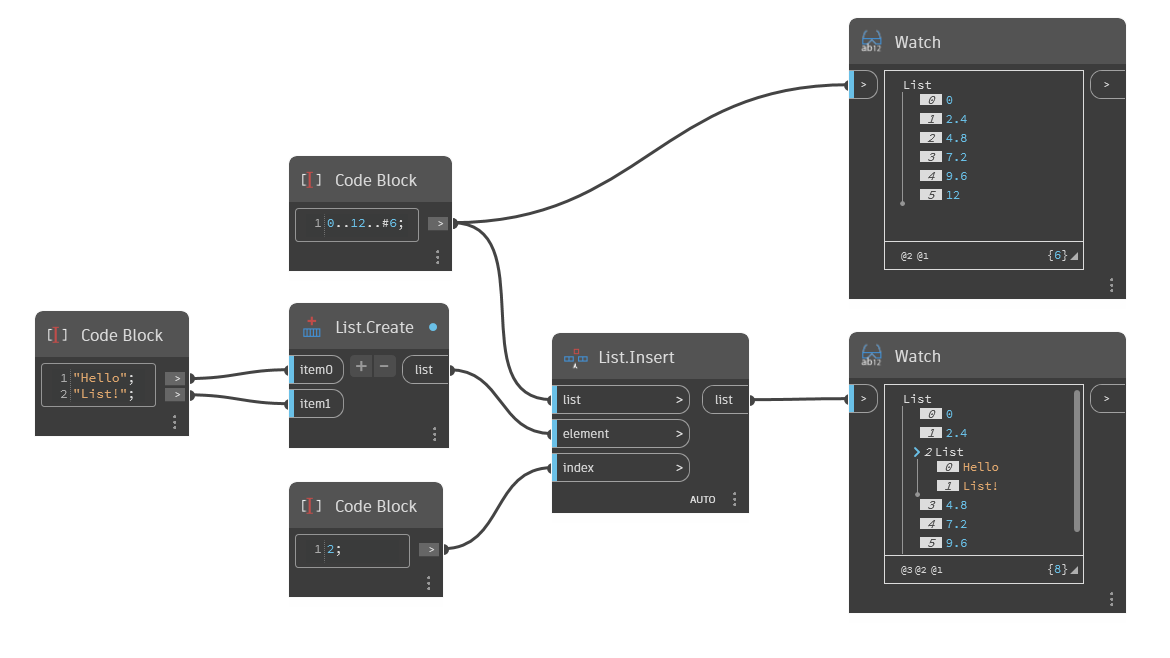 ab12 Watch
>
>
List
0 0
1 2.4
2 4.8
3 7.2
4 9.6
5 12
@2 @1 {6}
Code Block
1 0..12..#6; >
Code Block
1 "Hello"; >
2 "List!"; >
List.Create
item0 + − list
item1
List.Insert
list > list
element >
index >
AUTO
Code Block
1 2; >
ab12 Watch
>
>
List
0 0
1 2.4
2 List
0 Hello
1 List!
3 4.8
4 7.2
5 9.6
@3 @2 @1 {8}